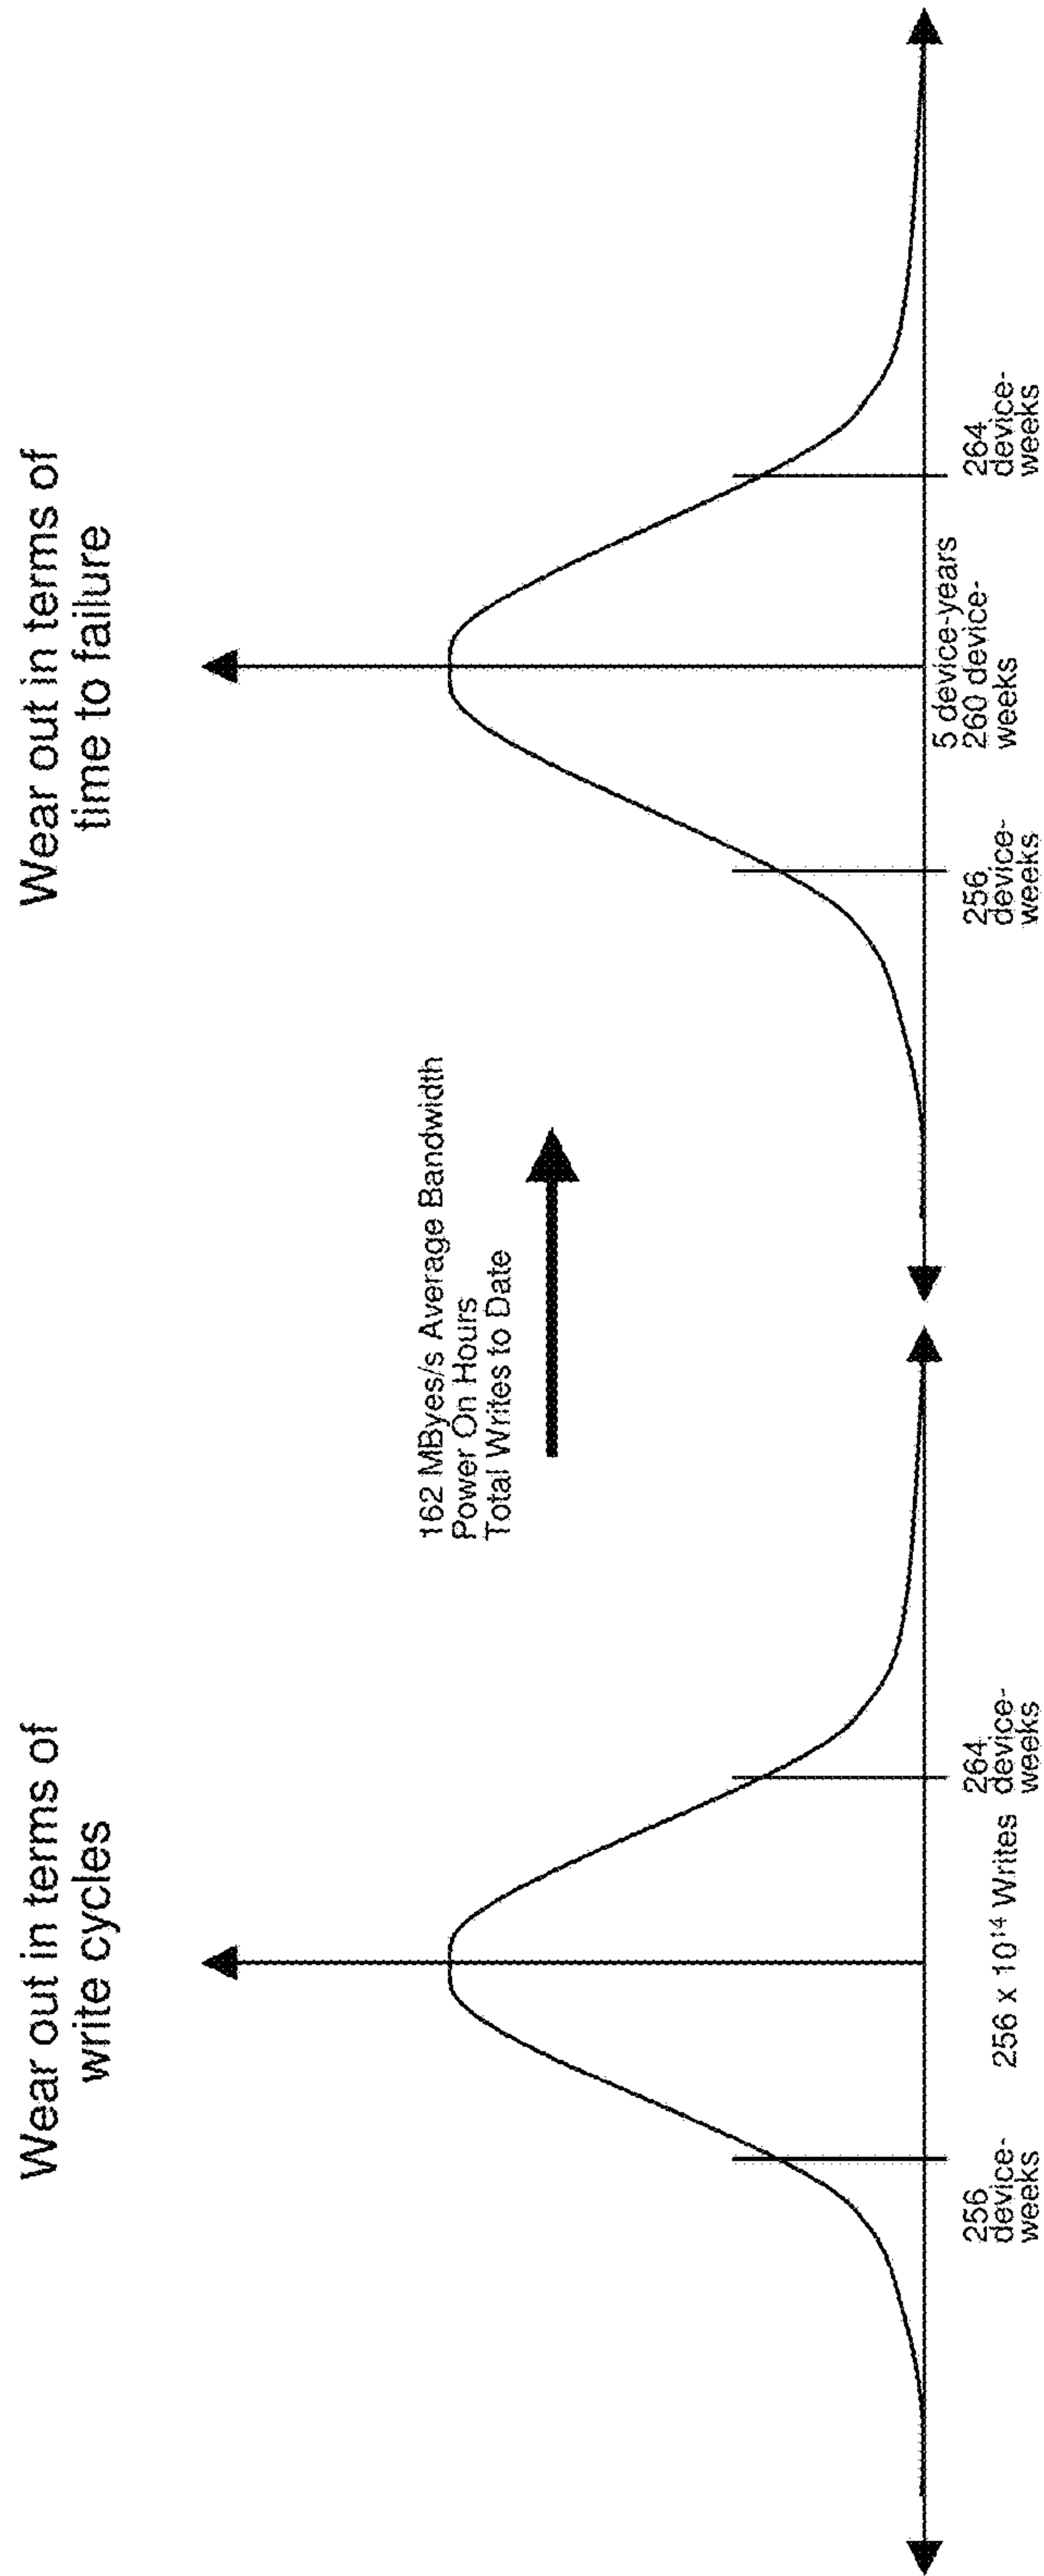 Wear out in terms of
write cycles
256
device-
weeks
256 x 10¹⁴ Writes
264
device-
weeks
162 MByes/s Average Bandwidth
Power On Hours
Total Writes to Date
Wear out in terms of
time to failure
256
device-
weeks
5 device-years
260 device-
weeks
264
device-
weeks